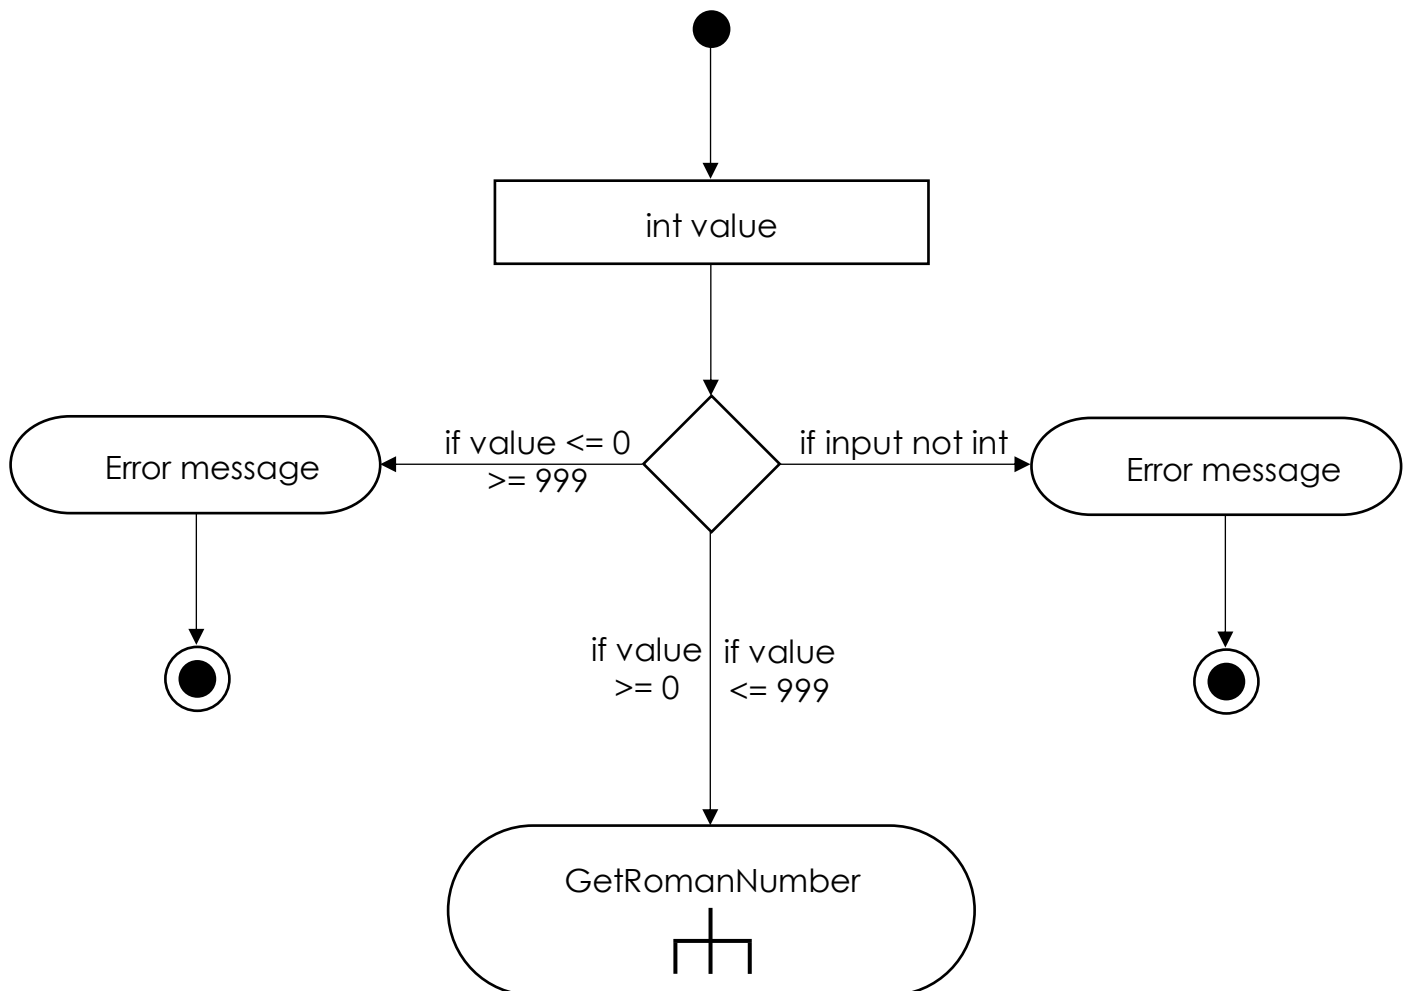 int value
if value <= 0
>= 999
if input not int
Error message
Error message
if value
>= 0
if value
<= 999
GetRomanNumber